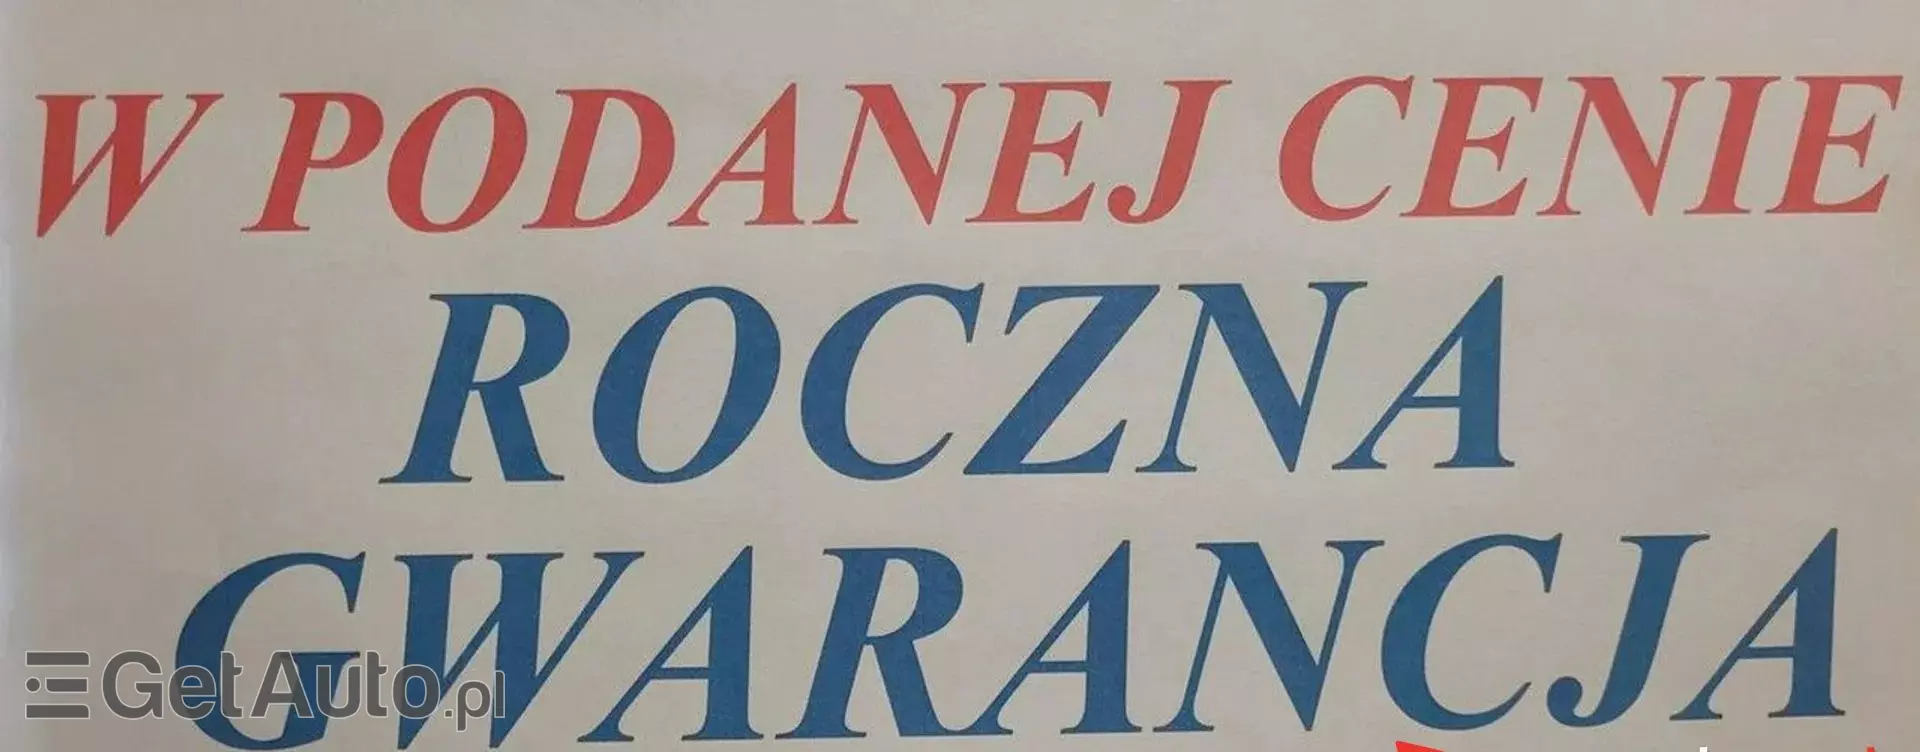 W PODANEJ CENIE
ROCZNA
GWARANCJA
GetAuto.pl